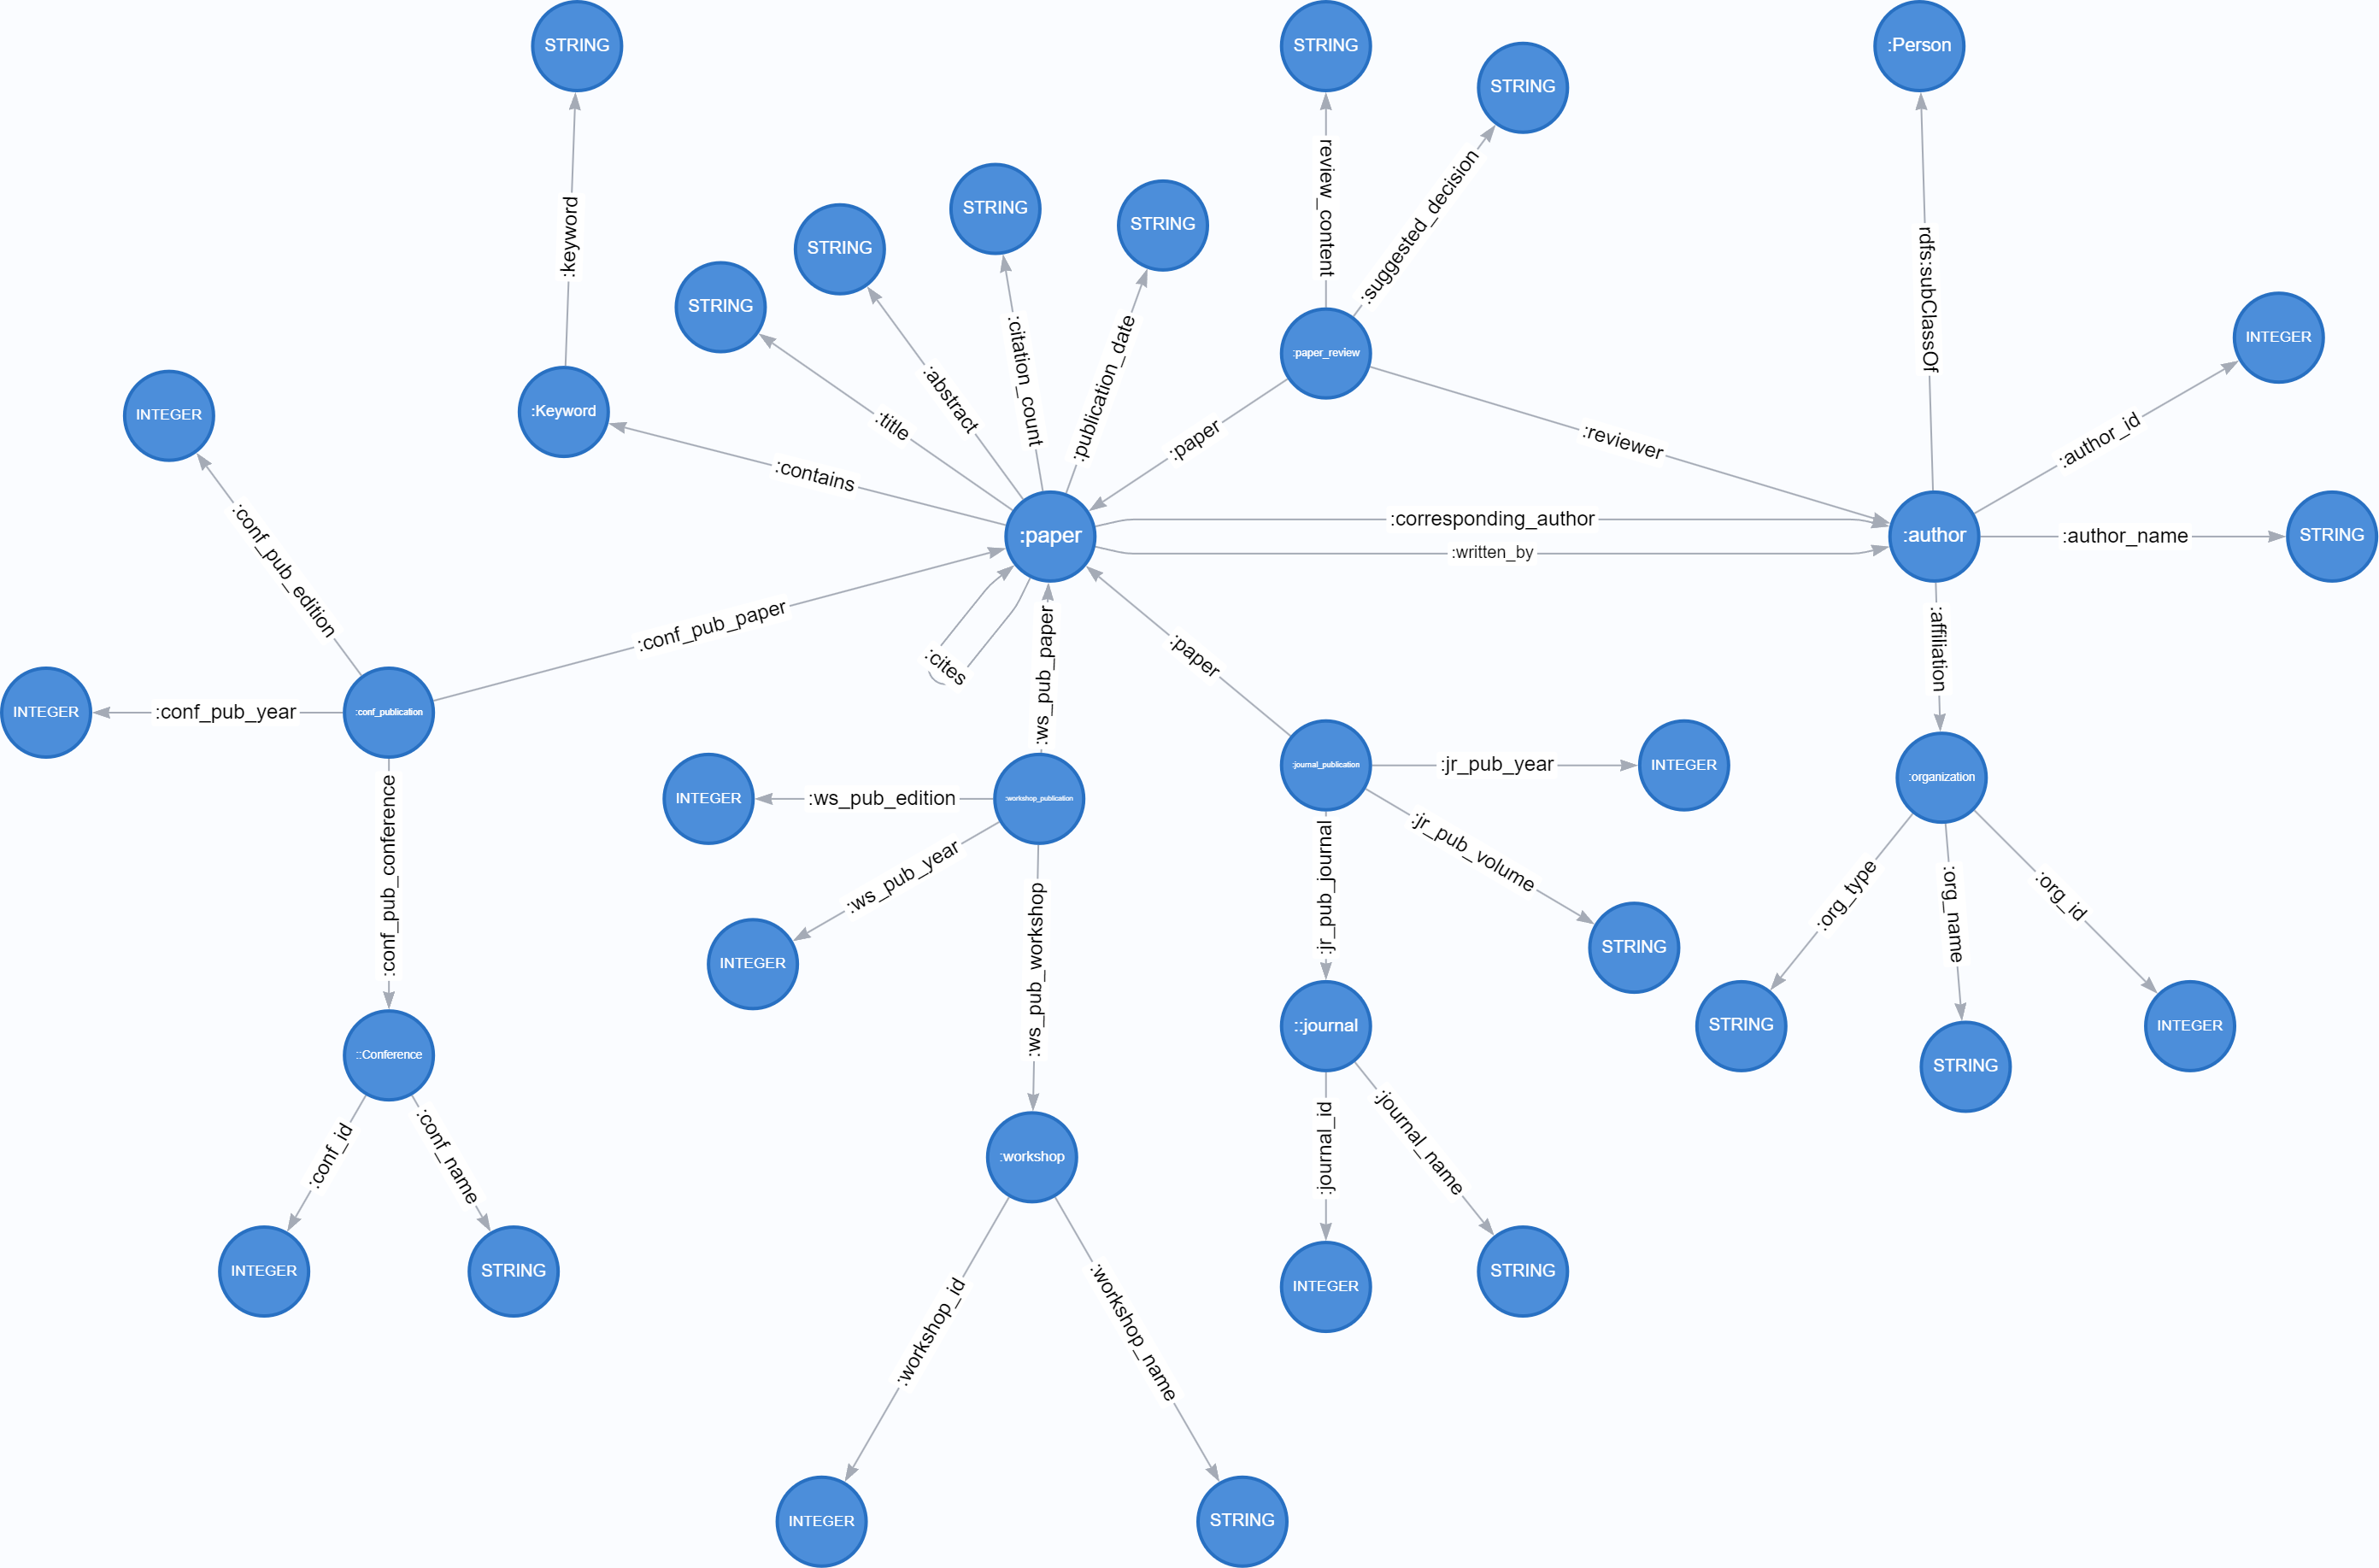 STRING
STRING
:Person
STRING
:keyword
review_content
:suggested_decision
rdfs:subClassOf
STRING
STRING
STRING
STRING
INTEGER
:paper_review
INTEGER
:Keyword
:title
:abstract
:citation_count
:publication_date
:paper
:reviewer
:author_id
:contains
:conf_pub_edition
:paper
:corresponding_author
:written_by
:author
:author_name
STRING
:conf_pub_paper
:cites
:ws_pub_paper
:paper
:affiliation
INTEGER
:conf_pub_year
:conf_publication
:journal_publication
:jr_pub_year
INTEGER
:organization
INTEGER
:ws_pub_edition
:workshop_publication
:conf_pub_conference
:ws_pub_year
:ws_pub_workshop
:jr_pub_journal
:jr_pub_volume
:org_type
:org_name
:org_id
INTEGER
STRING
::Conference
::journal
STRING
STRING
INTEGER
:conf_id
:conf_name
:workshop
:journal_id
:journal_name
INTEGER
STRING
INTEGER
STRING
:workshop_id
:workshop_name
INTEGER
STRING